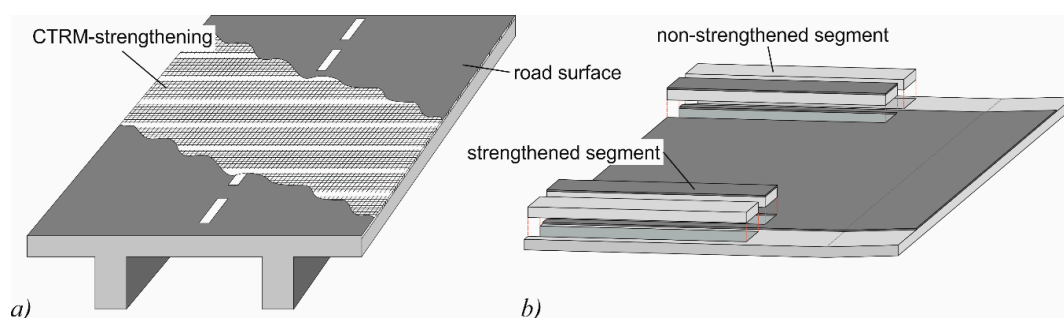 CTRM-strengthening
road surface
a)
non-strengthened segment
strengthened segment
b)